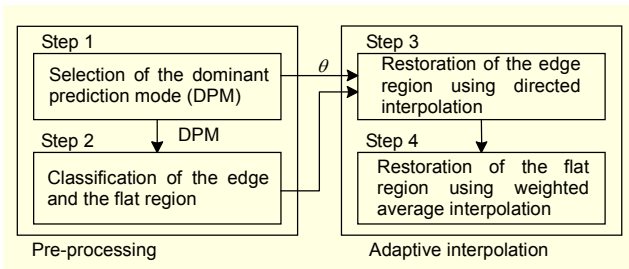 Step 1
Selection of the dominant
prediction mode (DPM)
DPM
Step 2
Classification of the edge
and the flat region
Pre-processing
θ
Step 3
Restoration of the edge
region using directed
interpolation
Step 4
Restoration of the flat
region using weighted
average interpolation
Adaptive interpolation